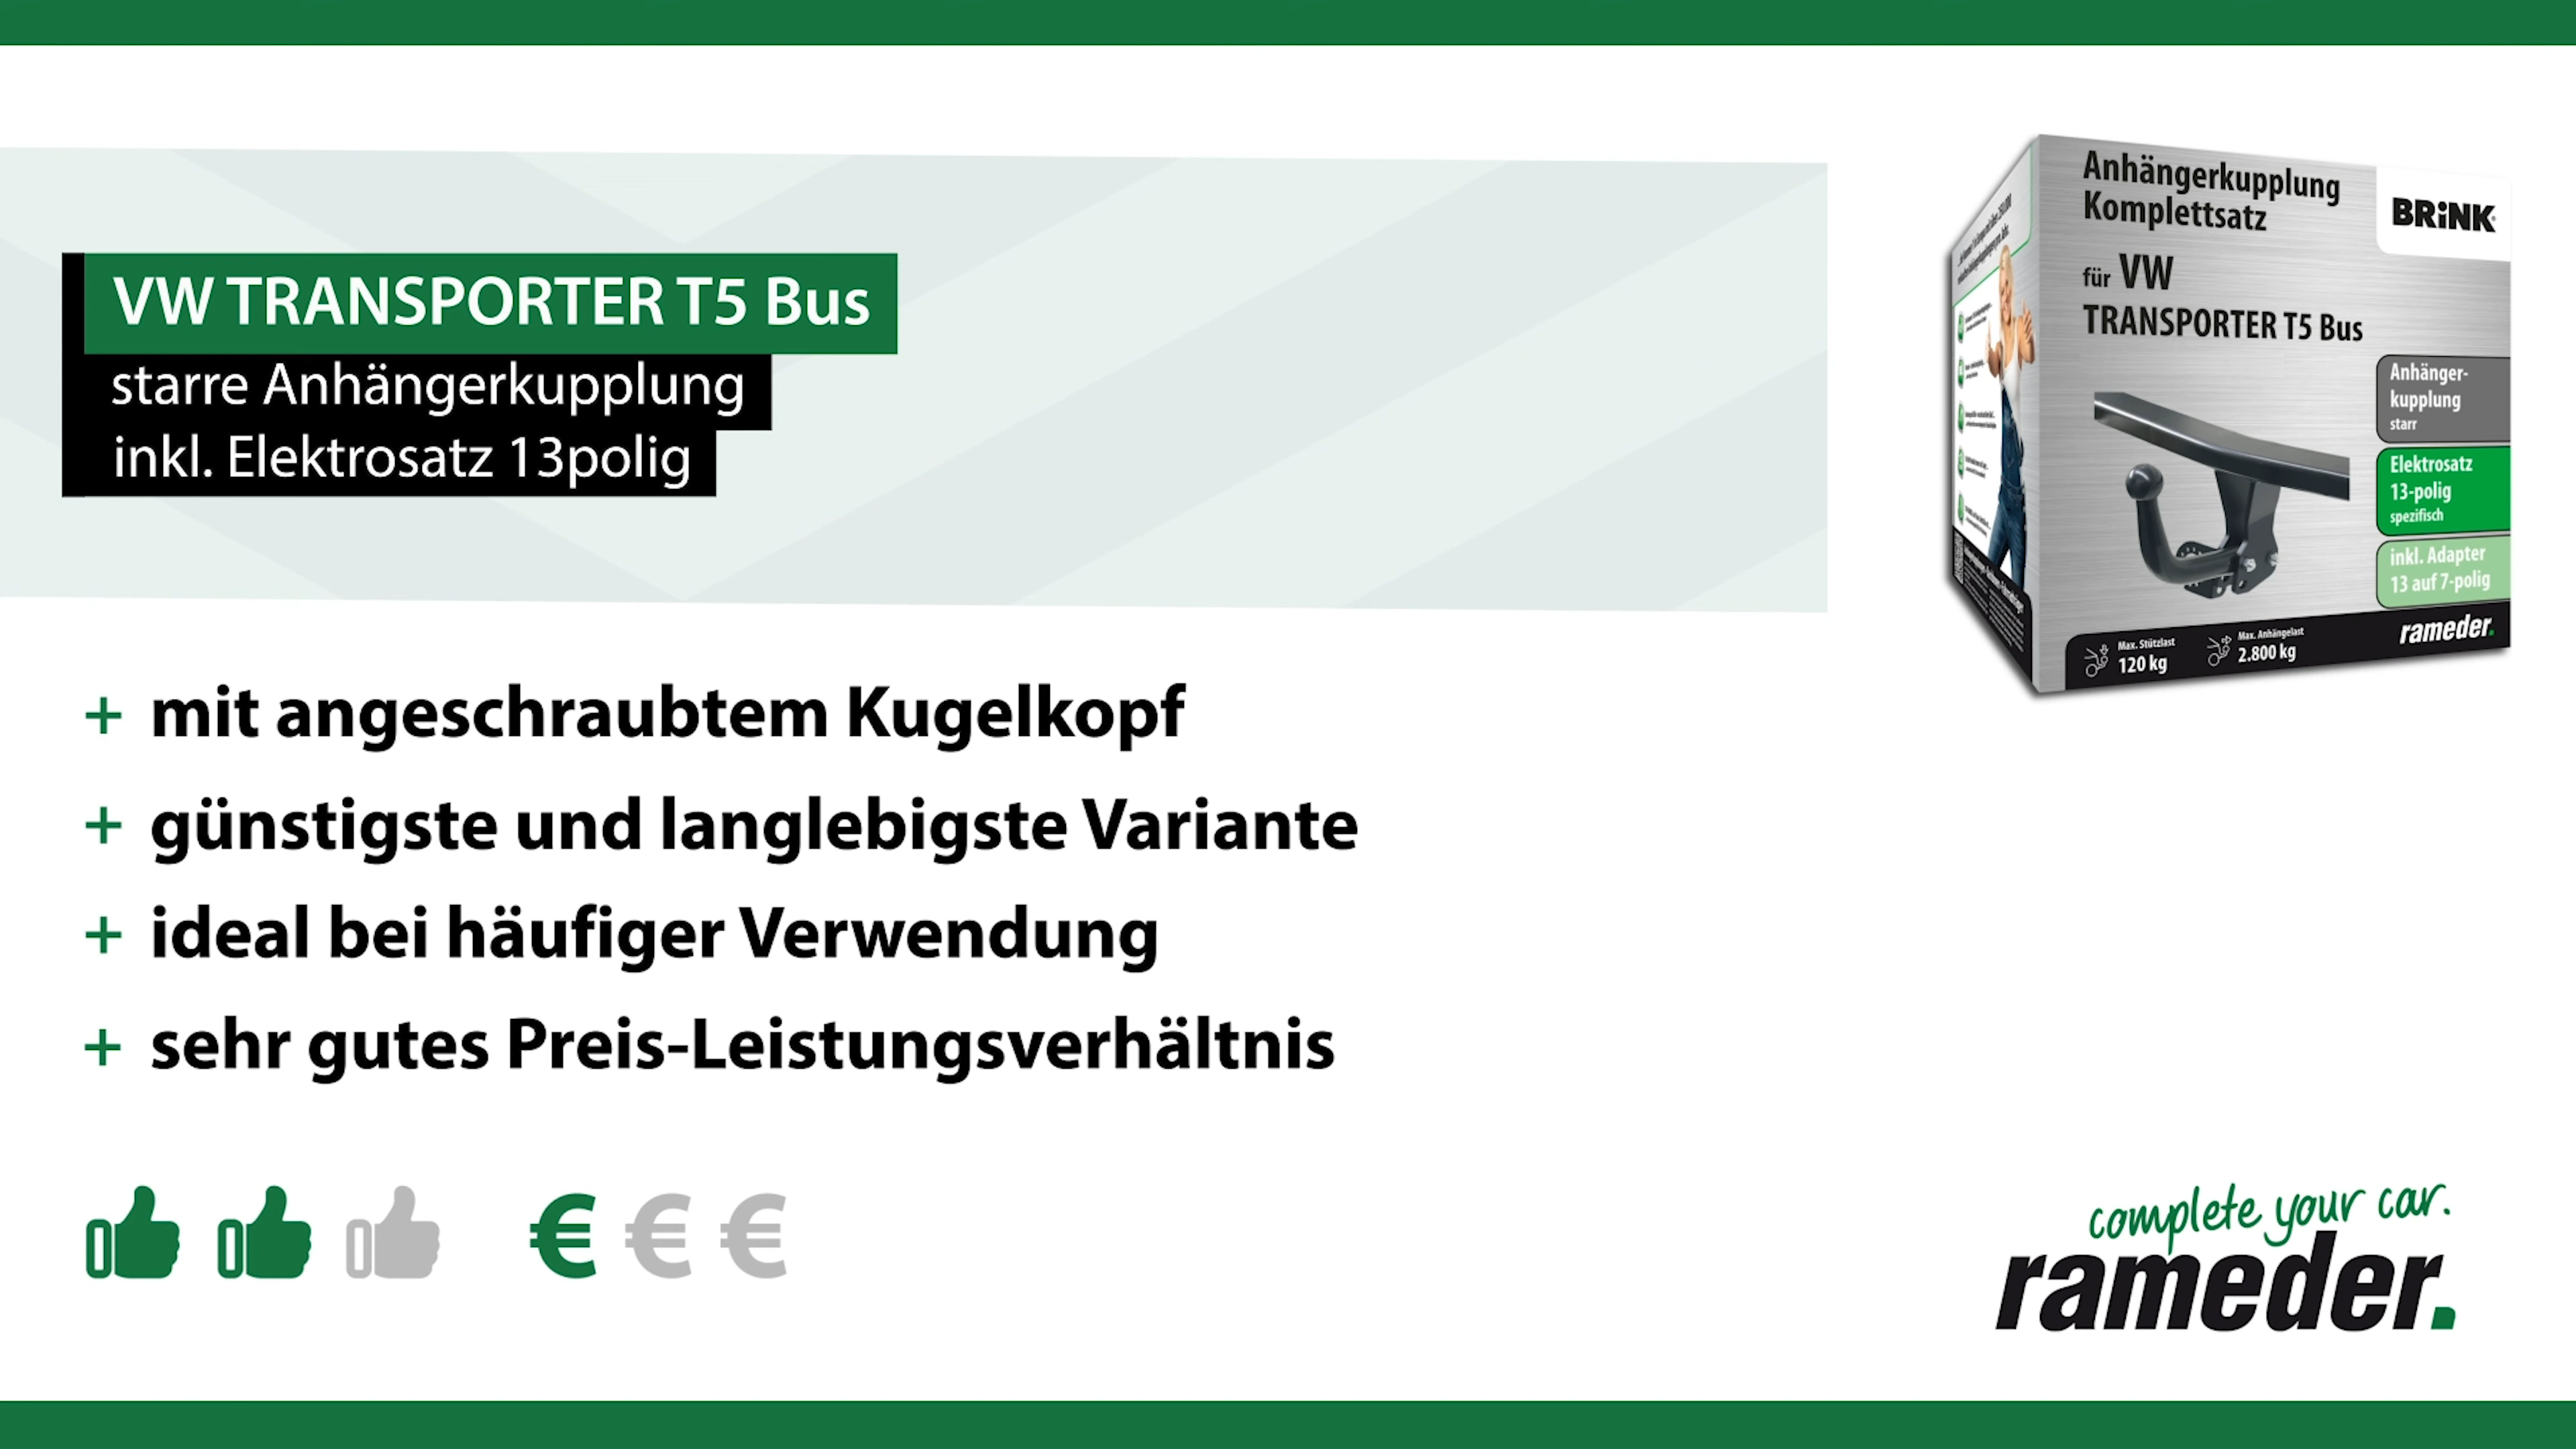 VW TRANSPORTER T5 Bus
starre Anhängerkupplung
inkl. Elektrosatz 13polig
+ mit angeschraubtem Kugelkopf
+ günstigste und langlebigste Variante
+ ideal bei häufiger Verwendung
+ sehr gutes Preis-Leistungsverhältnis
€ € €
Anhängerkupplung
Komplettsatz
BRiNK
für VW
TRANSPORTER T5 Bus
Anhänger-
kupplung
starr
Elektrosatz
13-polig
spezifisch
inkl. Adapter
13 auf 7-polig
Max. Stützlast
120 kg
Max. Anhängelast
2.800 kg
rameder.
complete your car.
rameder.